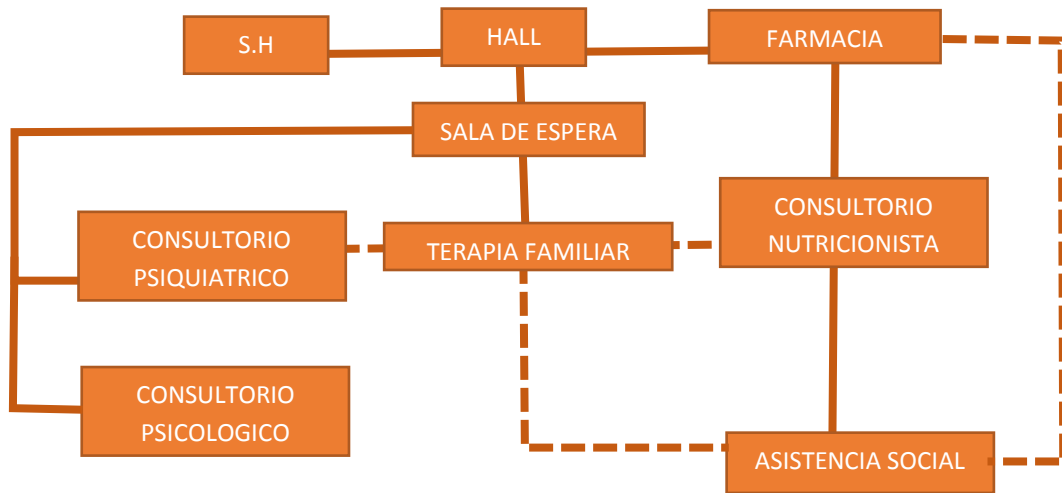 S.H
HALL
FARMACIA
SALA DE ESPERA
CONSULTORIO
PSIQUIATRICO
TERAPIA FAMILIAR
CONSULTORIO
NUTRICIONISTA
CONSULTORIO
PSICOLOGICO
ASISTENCIA SOCIAL